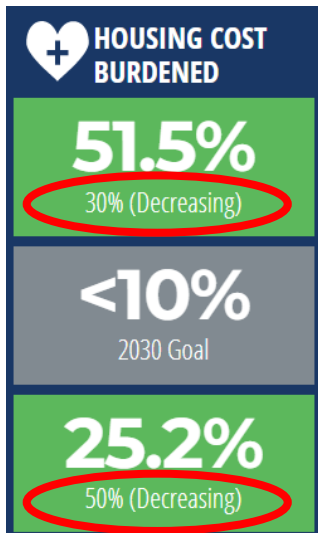 HOUSING COST
BURDENED
51.5%
30% (Decreasing)
<10%
2030 Goal
25.2%
50% (Decreasing)